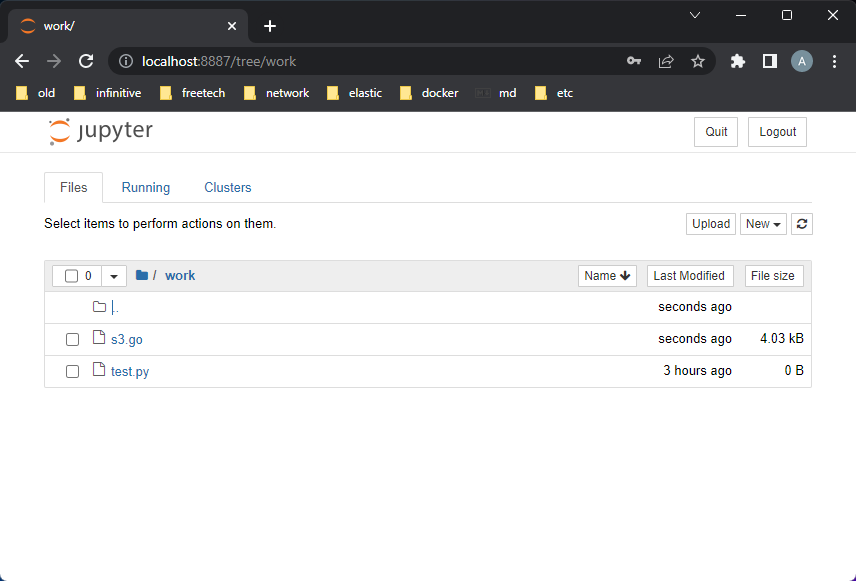 work/
localhost:8887/tree/work
A
old infinitive freetech network elastic docker md etc
jupyter Quit Logout
Files Running Clusters
Select items to perform actions on them. Upload New
0 / work Name Last Modified File size
.. seconds ago
s3.go seconds ago 4.03 kB
test.py 3 hours ago 0 B